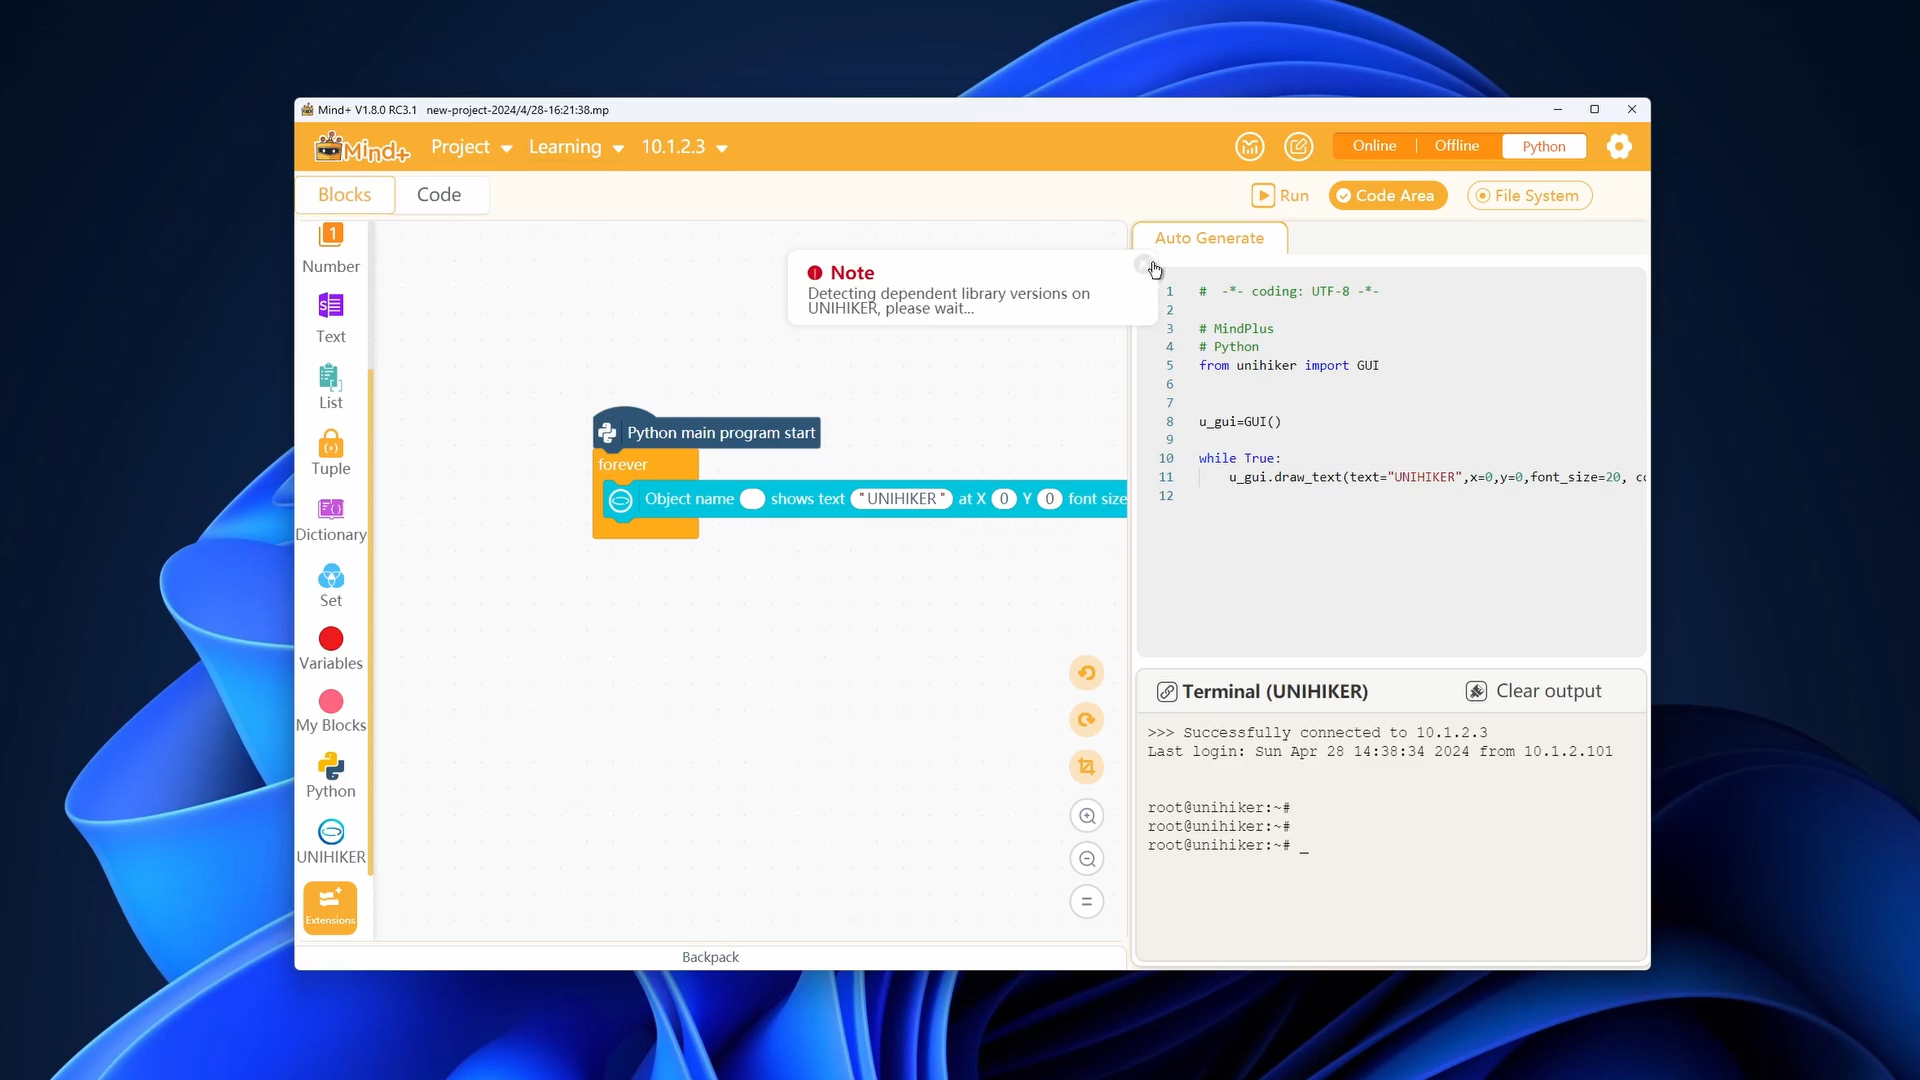 Mind+ V1.8.0 RC3.1 new-project-2024/4/28-16:21:38.mp
Mind+ Project Learning 10.1.2.3 Online Offline Python
Blocks Code Run Code Area File System
1
Number
Text
List
Tuple
Dictionary
Set
Variables
My Blocks
Python
UNIHIKER
Extensions
Note
Detecting dependent library versions on
UNIHIKER, please wait...
Python main program start
forever
Object name shows text "UNIHIKER" at X 0 Y 0 font size
Backpack
Auto Generate
1 # -*- coding: UTF-8 -*-
2
3 # MindPlus
4 # Python
5 from unihiker import GUI
6
7
8 u_gui=GUI()
9
10 while True:
11 u_gui.draw_text(text="UNIHIKER",x=0,y=0,font_size=20, co
12
Terminal (UNIHIKER) Clear output
>>> Successfully connected to 10.1.2.3
Last login: Sun Apr 28 14:38:34 2024 from 10.1.2.101
root@unihiker:~#
root@unihiker:~#
root@unihiker:~# _